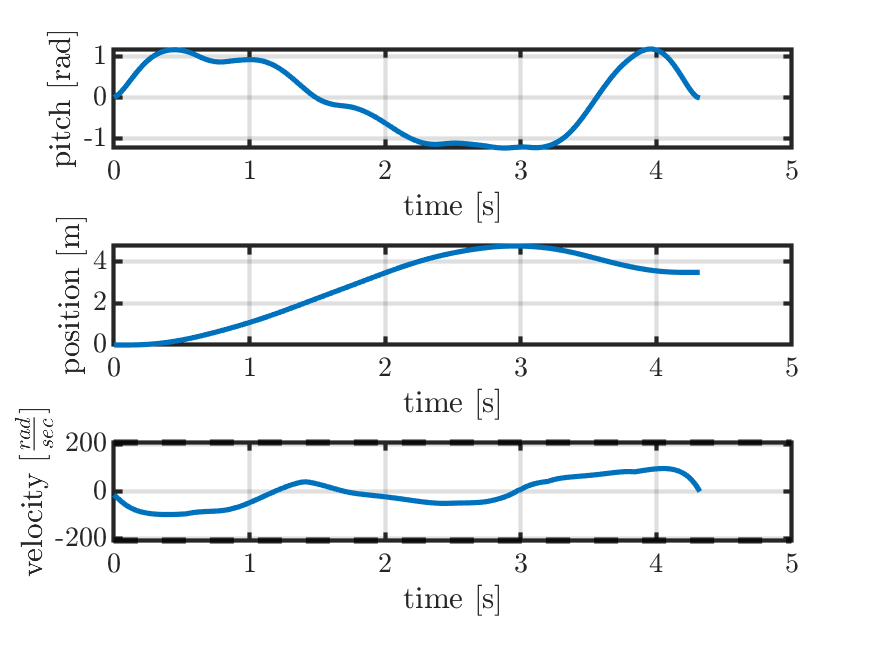 pitch [rad]
1
0
-1
0 1 2 3 4 5
time [s]
position [m]
4
2
0
0 1 2 3 4 5
time [s]
velocity [rad/sec]
200
0
-200
0 1 2 3 4 5
time [s]